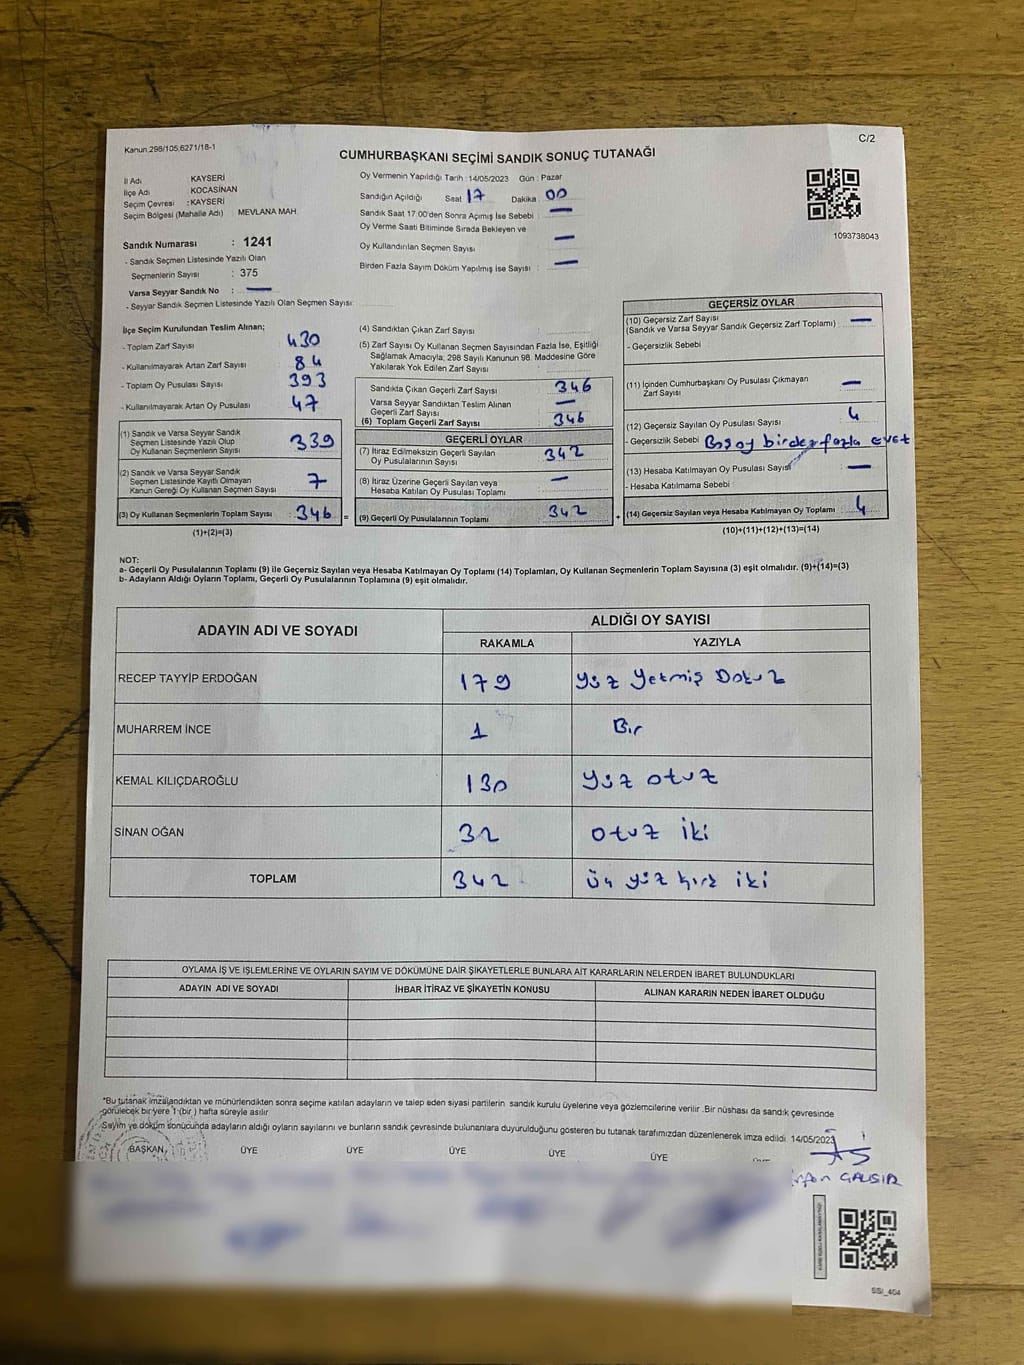 Kanun.298/105;6271/18-1
C/2
CUMHURBAŞKANI SEÇİMİ SANDIK SONUÇ TUTANAĞI
İl Adı : KAYSERİ
İlçe Adı : KOCASİNAN
Seçim Çevresi : KAYSERİ
Seçim Bölgesi (Mahalle Adı) : MEVLANA MAH
Sandık Numarası : 1241
- Sandık Seçmen Listesinde Yazılı Olan
Seçmenlerin Sayısı : 375
Varsa Seyyar Sandık No : —
- Seyyar Sandık Seçmen Listesinde Yazılı Olan Seçmen Sayısı
Oy Vermenin Yapıldığı Tarih : 14/05/2023 Gün : Pazar
Sandığın Açıldığı Saat 17 Dakika 00
Sandık Saat 17:00'den Sonra Açımış İse Sebebi : —
Oy Verme Saati Bitiminde Sırada Bekleyen ve
Oy Kullandırılan Seçmen Sayısı —
Birden Fazla Sayım Döküm Yapılmış İse Sayısı : —
1093738043
İlçe Seçim Kurulundan Teslim Alınan;
- Toplam Zarf Sayısı 430
- Kullanılmayarak Artan Zarf Sayısı 84
- Toplam Oy Pusulası Sayısı 393
- Kullanılmayarak Artan Oy Pusulası 47
(1) Sandık ve Varsa Seyyar Sandık
Seçmen Listesinde Yazılı Olup
Oy Kullanan Seçmenlerin Sayısı 339
(2) Sandık ve Varsa Seyyar Sandık
Seçmen Listesinde Kayıtlı Olmayan
Kanun Gereği Oy Kullanan Seçmen Sayısı 7
(3) Oy Kullanan Seçmenlerin Toplam Sayısı : 346 =
(1)+(2)=(3)
(4) Sandıktan Çıkan Zarf Sayısı :
(5) Zarf Sayısı Oy Kullanan Seçmen Sayısından Fazla İse, Eşitliği
Sağlamak Amacıyla; 298 Sayılı Kanunun 98. Maddesine Göre
Yakılarak Yok Edilen Zarf Sayısı
Sandıkta Çıkan Geçerli Zarf Sayısı 346
Varsa Seyyar Sandıktan Teslim Alınan
Geçerli Zarf Sayısı —
(6) Toplam Geçerli Zarf Sayısı 346
GEÇERLİ OYLAR
(7) İtiraz Edilmeksizin Geçerli Sayılan
Oy Pusulalarının Sayısı 342
(8) İtiraz Üzerine Geçerli Sayılan veya
Hesaba Katılan Oy Pusulası Toplamı —
(9) Geçerli Oy Pusulalarının Toplamı 342 +
GEÇERSİZ OYLAR
(10) Geçersiz Zarf Sayısı
(Sandık ve Varsa Seyyar Sandık Geçersiz Zarf Toplamı) —
- Geçersizlik Sebebi
(11) İçinden Cumhurbaşkanı Oy Pusulası Çıkmayan
Zarf Sayısı —
(12) Geçersiz Sayılan Oy Pusulası Sayısı 4
- Geçersizlik Sebebi birden fazla evet
(13) Hesaba Katılmayan Oy Pusulası Sayısı —
- Hesaba Katılmama Sebebi
(14) Geçersiz Sayılan veya Hesaba Katılmayan Oy Toplamı : 4
(10)+(11)+(12)+(13)=(14)
NOT:
a- Geçerli Oy Pusulalarının Toplamı (9) ile Geçersiz Sayılan veya Hesaba Katılmayan Oy Toplamı (14) Toplamları, Oy Kullanan Seçmenlerin Toplam Sayısına (3) eşit olmalıdır. (9)+(14)=(3)
b- Adayların Aldığı Oyların Toplamı, Geçerli Oy Pusulalarının Toplamına (9) eşit olmalıdır.
ADAYIN ADI VE SOYADI ALDIĞI OY SAYISI
RAKAMLA YAZIYLA
RECEP TAYYİP ERDOĞAN 179 Yüz Yetmiş Dokuz
MUHARREM İNCE 1 Bir
KEMAL KILIÇDAROĞLU 130 Yüz otuz
SİNAN OĞAN 32 otuz iki
TOPLAM 342 Üç yüz kırk iki
OYLAMA İŞ VE İŞLEMLERİNE VE OYLARIN SAYIM VE DÖKÜMÜNE DAİR ŞİKAYETLERLE BUNLARA AİT KARARLARIN NELERDEN İBARET BULUNDUKLARI
ADAYIN ADI VE SOYADI İHBAR İTİRAZ VE ŞİKAYETİN KONUSU ALINAN KARARIN NEDEN İBARET OLDUĞU
*Bu tutanak imzalandıktan ve mühürlendikten sonra seçime katılan adayların ve talep eden siyasi partilerin sandık kurulu üyelerine veya gözlemcilerine verilir .Bir nüshası da sandık çevresinde
görülecek bir yere 1 (bir ) hafta süreyle asılır
Sayım ve döküm sonucunda adayların aldığı oyların sayılarını ve bunların sandık çevresinde bulunanlara duyurulduğunu gösteren bu tutanak tarafımızdan düzenlenerek imza edildi. 14/05/2023
BAŞKAN ÜYE ÜYE ÜYE ÜYE ÜYE
SSİ_404